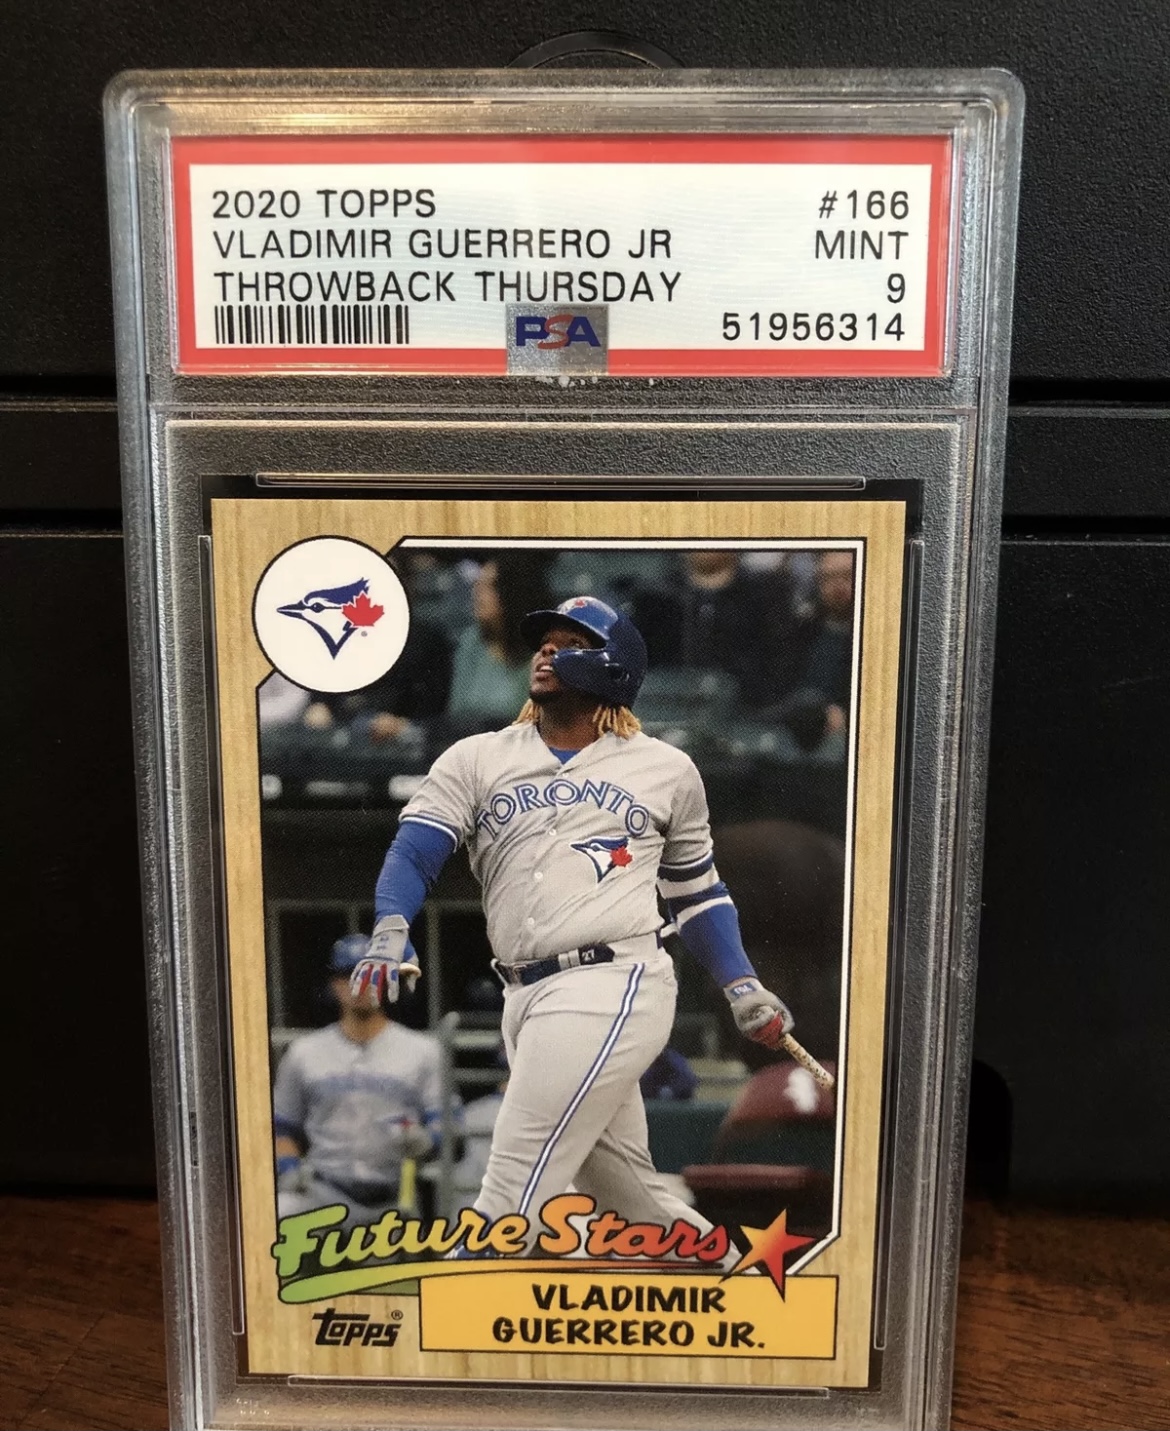 2020 TOPPS #166
VLADIMIR GUERRERO JR MINT
THROWBACK THURSDAY 9
PSA 51956314
TORONTO
27
Future Stars
VLADIMIR
GUERRERO JR.
Topps®